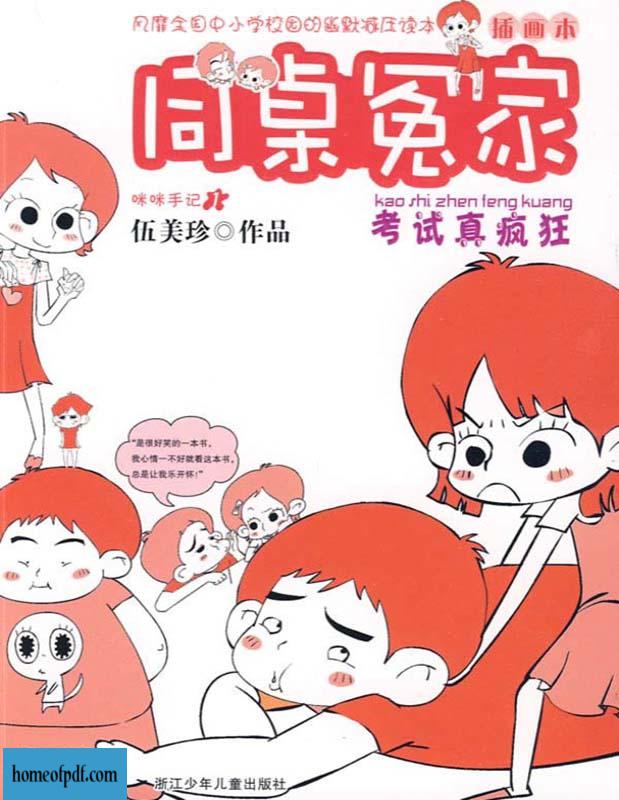 风靡全国中小学校园的幽默减压读本
插画本
同桌冤家
咪咪手记1
kao shi zhen feng kuang
伍美珍◎作品
考试真疯狂
“是很好笑的一本书，
我心情一不好就看这本书，
总是让我乐开怀！”
浙江少年儿童出版社
homeofpdf.com